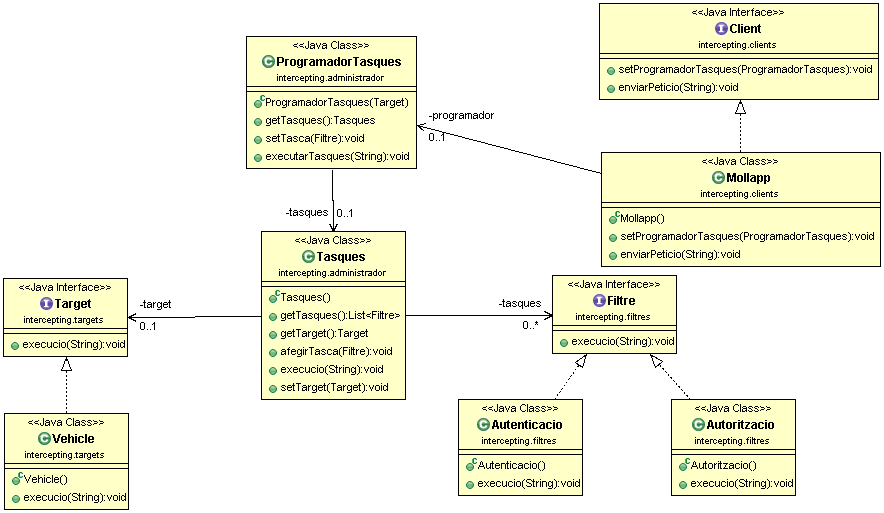 <<Java Interface>>
Client
intercepting.clients
setProgramadorTasques(ProgramadorTasques):void
enviarPeticio(String):void
<<Java Class>>
ProgramadorTasques
intercepting.administrador
ProgramadorTasques(Target)
getTasques():Tasques
setTasca(Filtre):void
executarTasques(String):void
-programador
0..1
<<Java Class>>
Mollapp
intercepting.clients
Mollapp()
setProgramadorTasques(ProgramadorTasques):void
enviarPeticio(String):void
-tasques
0..1
<<Java Class>>
Tasques
intercepting.administrador
Tasques()
getTasques():List<Filtre>
getTarget():Target
afegirTasca(Filtre):void
execucio(String):void
setTarget(Target):void
<<Java Interface>>
Target
intercepting.targets
execucio(String):void
-target
0..1
-tasques
0..*
<<Java Interface>>
Filtre
intercepting.filtres
execucio(String):void
<<Java Class>>
Vehicle
intercepting.targets
Vehicle()
execucio(String):void
<<Java Class>>
Autenticacio
intercepting.filtres
Autenticacio()
execucio(String):void
<<Java Class>>
Autoritzacio
intercepting.filtres
Autoritzacio()
execucio(String):void